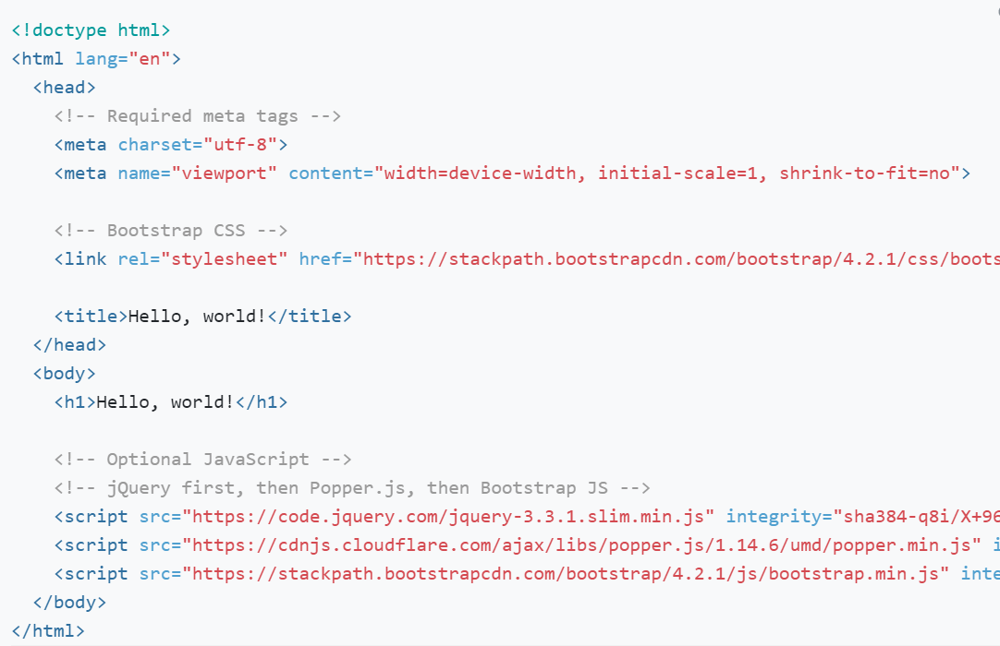 <!doctype html>
<html lang="en">
  <head>
    <!-- Required meta tags -->
    <meta charset="utf-8">
    <meta name="viewport" content="width=device-width, initial-scale=1, shrink-to-fit=no">

    <!-- Bootstrap CSS -->
    <link rel="stylesheet" href="https://stackpath.bootstrapcdn.com/bootstrap/4.2.1/css/boots

    <title>Hello, world!</title>
  </head>
  <body>
    <h1>Hello, world!</h1>

    <!-- Optional JavaScript -->
    <!-- jQuery first, then Popper.js, then Bootstrap JS -->
    <script src="https://code.jquery.com/jquery-3.3.1.slim.min.js" integrity="sha384-q8i/X+96
    <script src="https://cdnjs.cloudflare.com/ajax/libs/popper.js/1.14.6/umd/popper.min.js" i
    <script src="https://stackpath.bootstrapcdn.com/bootstrap/4.2.1/js/bootstrap.min.js" inte
  </body>
</html>